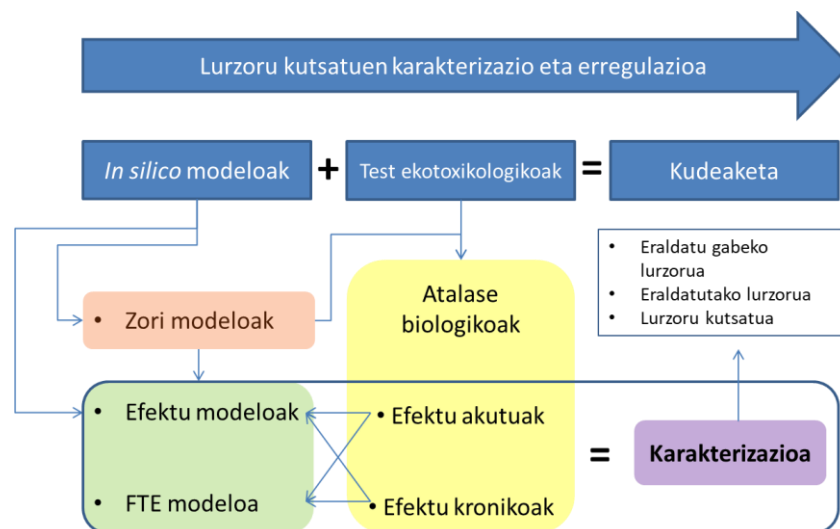 Lurzoru kutsatuen karakterizazio eta erregulazioa
In silico modeloak + Test ekotoxikologikoak = Kudeaketa
• Eraldatu gabeko
lurzorua
• Eraldatutako lurzorua
• Lurzoru kutsatua
• Zori modeloak
Atalase
biologikoak
• Efektu modeloak
• FTE modeloa
• Efektu akutuak
• Efektu kronikoak
= Karakterizazioa